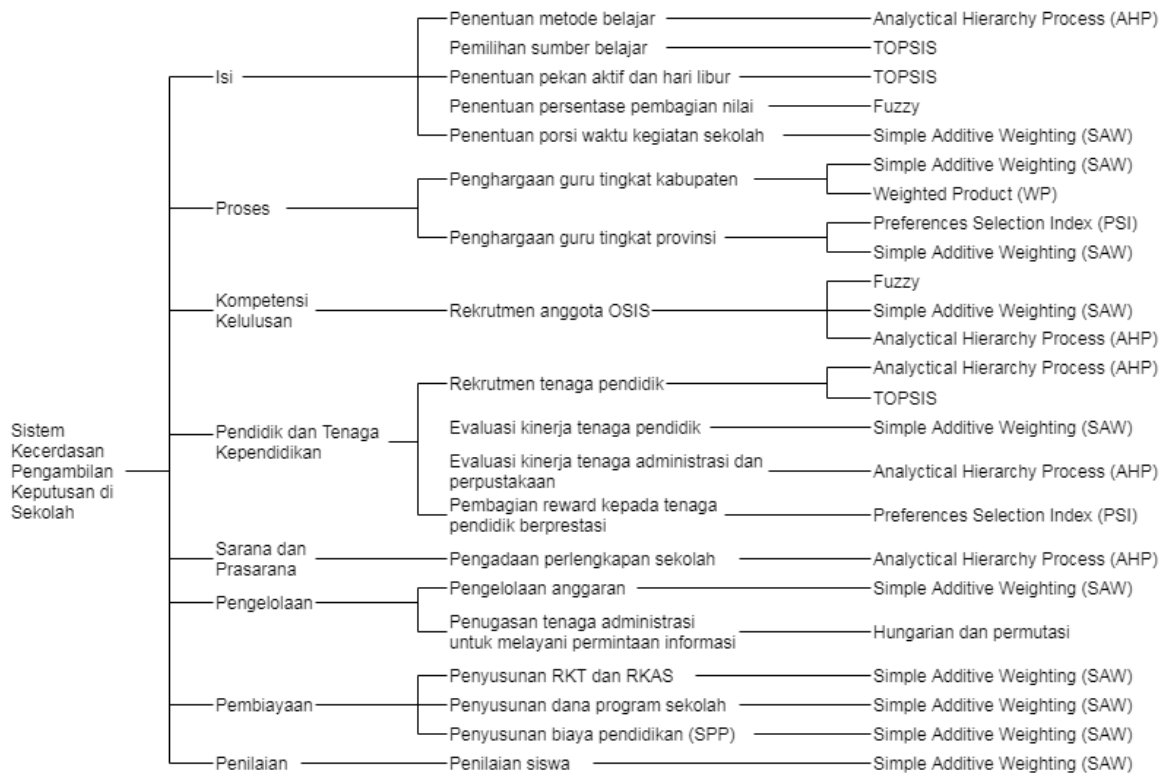 Penentuan metode belajar
Analyctical Hierarchy Process (AHP)
Pemilihan sumber belajar
TOPSIS
Isi
Penentuan pekan aktif dan hari libur
TOPSIS
Penentuan persentase pembagian nilai
Fuzzy
Penentuan porsi waktu kegiatan sekolah
Simple Additive Weighting (SAW)
Proses
Penghargaan guru tingkat kabupaten
Simple Additive Weighting (SAW)
Weighted Product (WP)
Penghargaan guru tingkat provinsi
Preferences Selection Index (PSI)
Simple Additive Weighting (SAW)
Kompetensi
Kelulusan
Rekrutmen anggota OSIS
Fuzzy
Simple Additive Weighting (SAW)
Analyctical Hierarchy Process (AHP)
Sistem
Kecerdasan
Pengambilan
Keputusan di
Sekolah
Pendidik dan Tenaga
Kependidikan
Rekrutmen tenaga pendidik
Analyctical Hierarchy Process (AHP)
TOPSIS
Evaluasi kinerja tenaga pendidik
Simple Additive Weighting (SAW)
Evaluasi kinerja tenaga administrasi dan
perpustakaan
Analyctical Hierarchy Process (AHP)
Pembagian reward kepada tenaga
pendidik berprestasi
Preferences Selection Index (PSI)
Sarana dan
Prasarana
Pengadaan perlengkapan sekolah
Analyctical Hierarchy Process (AHP)
Pengelolaan
Pengelolaan anggaran
Simple Additive Weighting (SAW)
Penugasan tenaga administrasi
untuk melayani permintaan informasi
Hungarian dan permutasi
Pembiayaan
Penyusunan RKT dan RKAS
Simple Additive Weighting (SAW)
Penyusunan dana program sekolah
Simple Additive Weighting (SAW)
Penyusunan biaya pendidikan (SPP)
Simple Additive Weighting (SAW)
Penilaian
Penilaian siswa
Simple Additive Weighting (SAW)